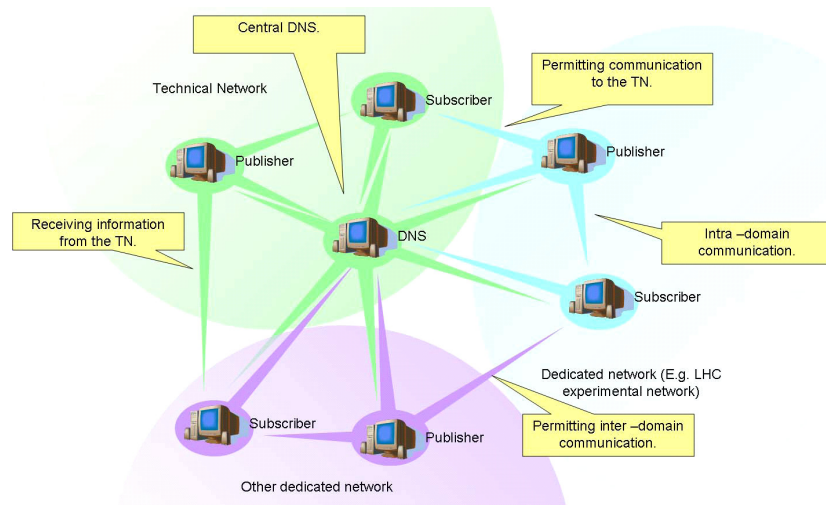 Central DNS.
Permitting communication
to the TN.
Technical Network
Subscriber
Publisher
Publisher
Receiving information
from the TN.
DNS
Intra –domain
communication.
Subscriber
Dedicated network (E.g. LHC
experimental network)
Subscriber
Publisher
Permitting inter –domain
communication.
Other dedicated network